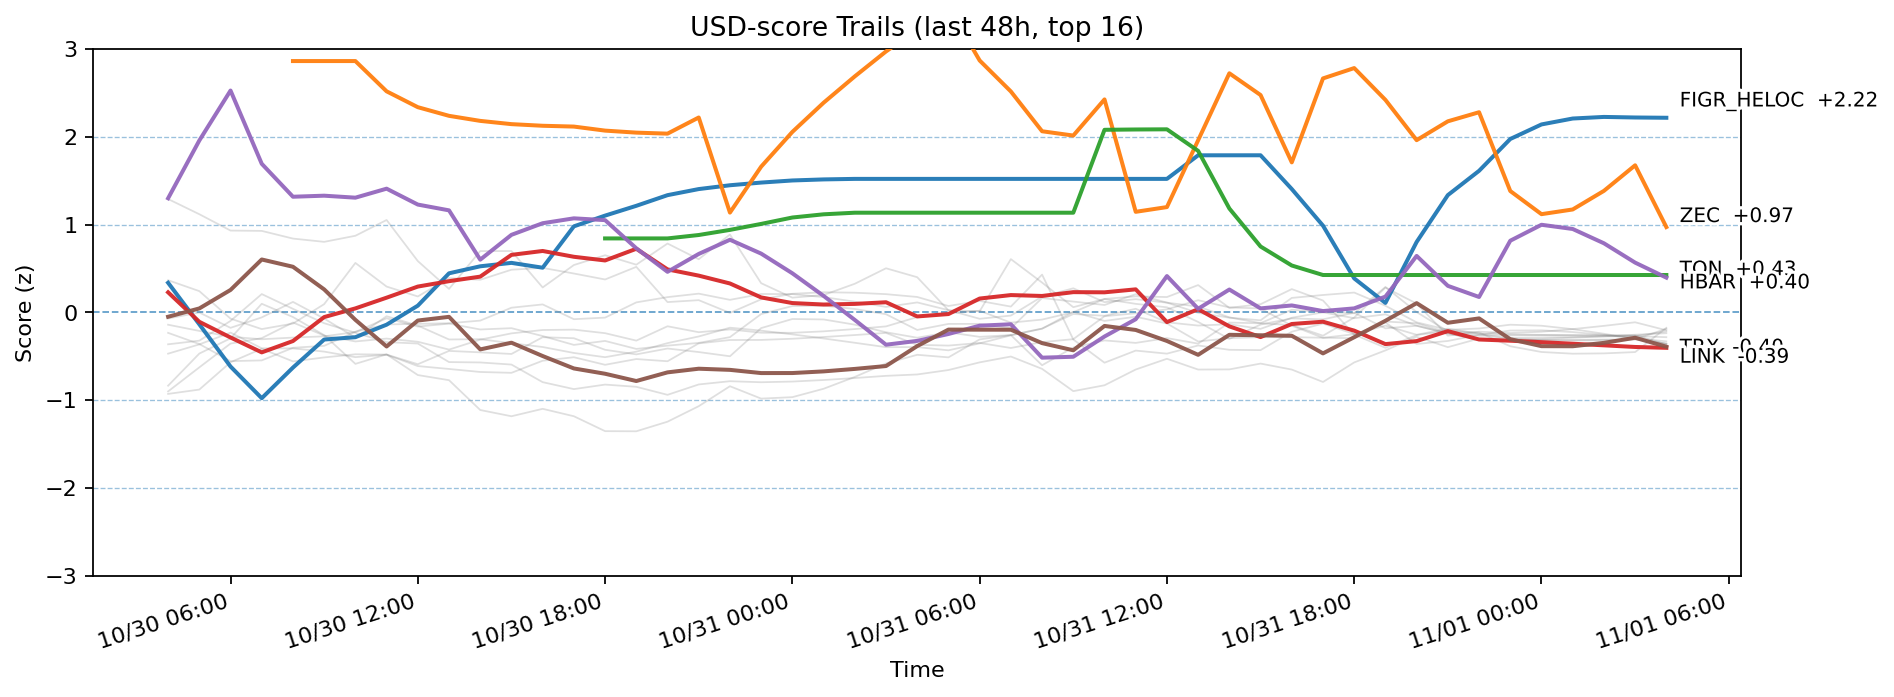 USD-score Trails (last 48h, top 16)
Score (z)
3
2
1
0
−1
−2
−3
FIGR_HELOC +2.22
ZEC +0.97
TON +0.43
HBAR +0.40
TRX -0.40
LINK -0.39
10/30 06:00
10/30 12:00
10/30 18:00
10/31 00:00
10/31 06:00
10/31 12:00
10/31 18:00
11/01 00:00
11/01 06:00
Time